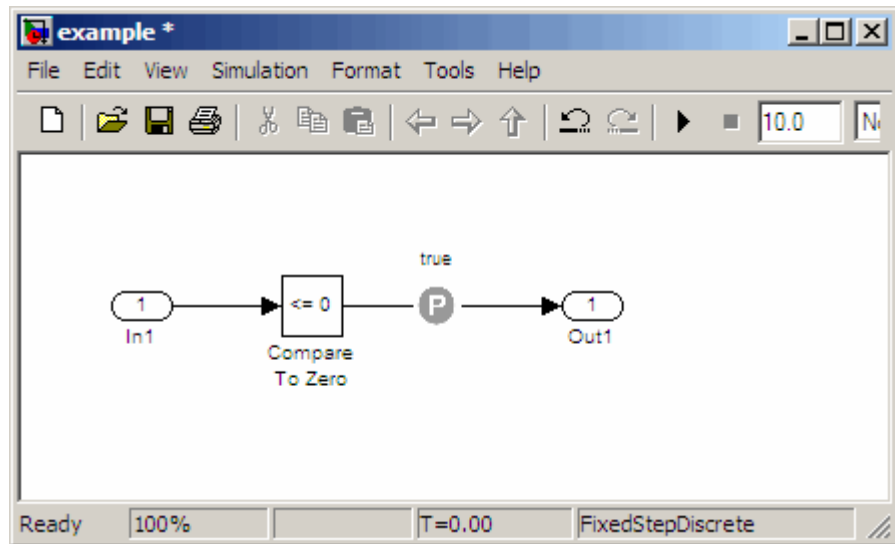 example *
File Edit View Simulation Format Tools Help
10.0
true
1 <= 0 P 1
In1 Out1
Compare
To Zero
Ready 100% T=0.00 FixedStepDiscrete